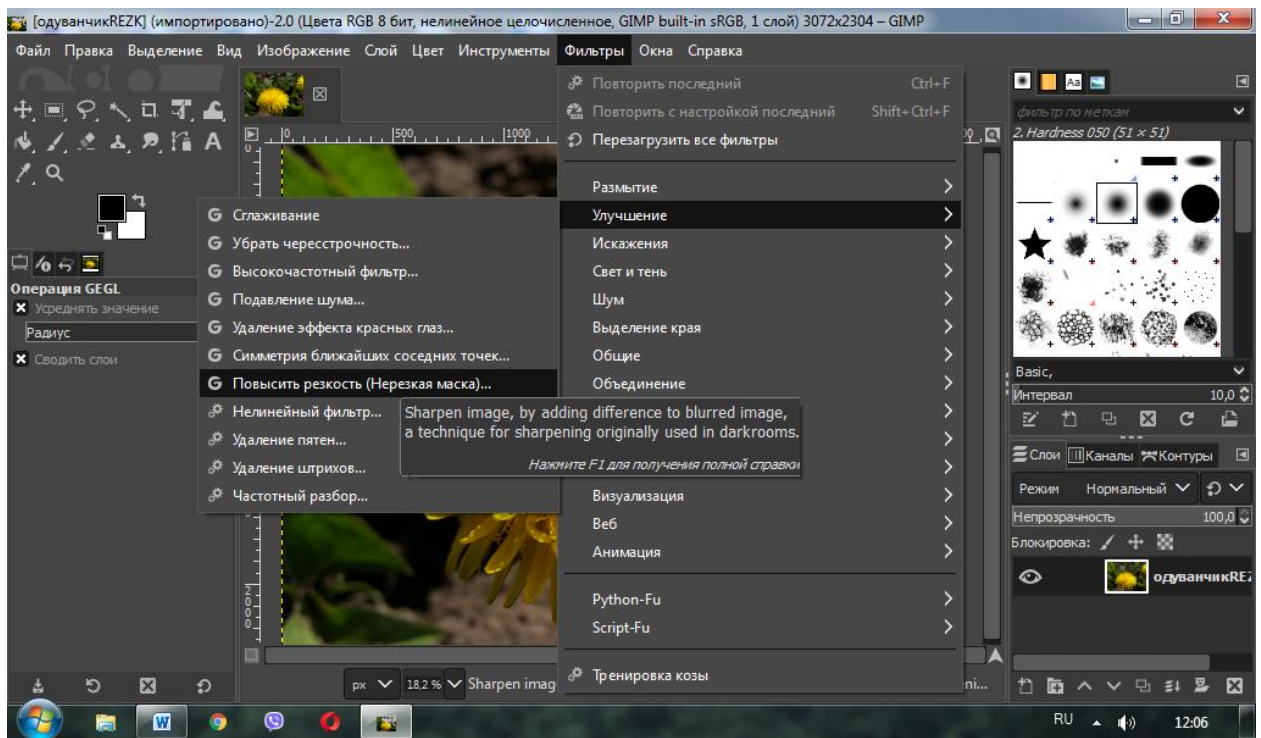 [одуванчикREZK] (импортировано)-2.0 (Цвета RGB 8 бит, нелинейное целочисленное, GIMP built-in sRGB, 1 слой) 3072x2304 – GIMP
Файл Правка Выделение Вид Изображение Слой Цвет Инструменты Фильтры Окна Справка
Операция GEGL
Усреднять значение
Радиус
Сводить слои
0 500 1000
Повторить последний Ctrl+F
Повторить с настройкой последний Shift+Ctrl+F
Перезагрузить все фильтры
Размытие
Улучшение
Искажения
Свет и тень
Шум
Выделение края
Общие
Объединение
Визуализация
Веб
Анимация
Python-Fu
Script-Fu
Тренировка козы
Сглаживание
Убрать чересстрочность...
Высокочастотный фильтр...
Подавление шума...
Удаление эффекта красных глаз...
Симметрия ближайших соседних точек...
Повысить резкость (Нерезкая маска)...
Нелинейный фильтр...
Удаление пятен...
Удаление штрихов...
Частотный разбор...
Sharpen image, by adding difference to blurred image,
a technique for sharpening originally used in darkrooms.
Нажмите F1 для получения полной справки
2000
px 18,2 % Sharpen imag
ni...
Aa
фильтр по меткам
2. Hardness 050 (51 × 51)
Basic,
Интервал 10,0
Слои Каналы Контуры
Режим Нормальный
Непрозрачность 100,0
Блокировка:
одуванчикREZ
W
RU 12:06